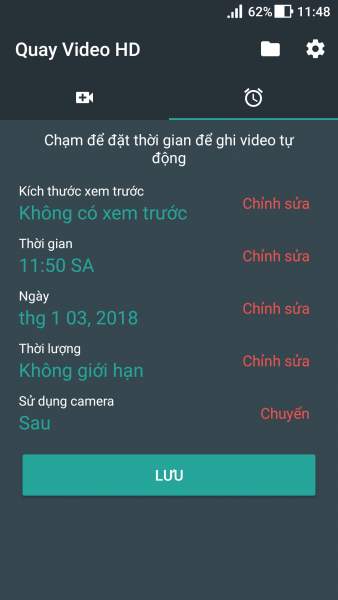 62% 11:48
Quay Video HD
Chạm để đặt thời gian để ghi video tự
động
Kích thước xem trước
Không có xem trước
Chỉnh sửa
Thời gian
11:50 SA
Chỉnh sửa
Ngày
thg 1 03, 2018
Chỉnh sửa
Thời lượng
Không giới hạn
Chỉnh sửa
Sử dụng camera
Sau
Chuyển
LƯU